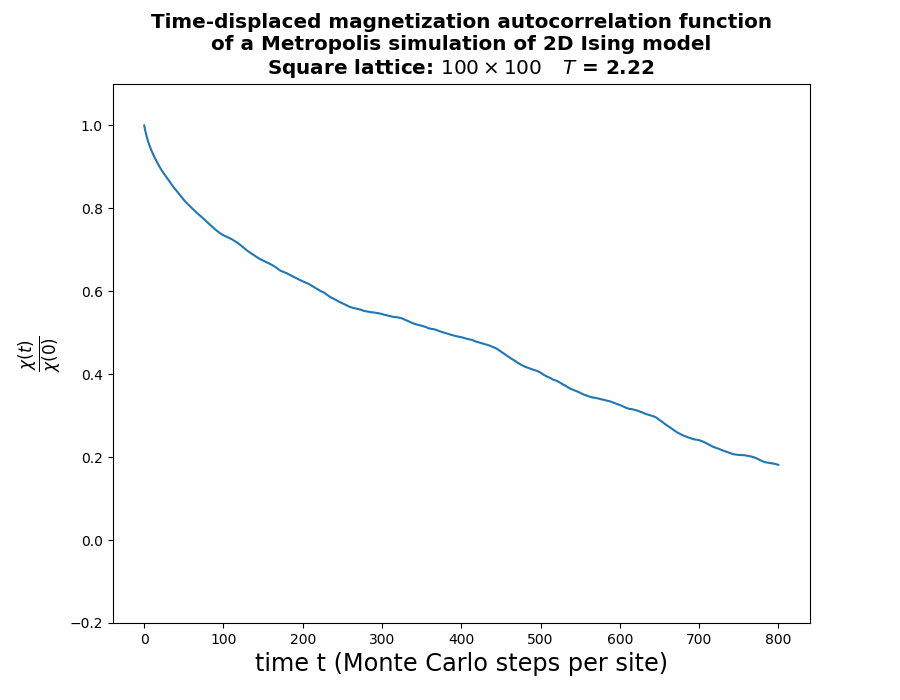 Time-displaced magnetization autocorrelation function
of a Metropolis simulation of 2D Ising model
Square lattice: 100 × 100 T = 2.22
1.0
0.8
0.6
0.4
0.2
0.0
−0.2
χ(t)
χ(0)
0 100 200 300 400 500 600 700 800
time t (Monte Carlo steps per site)